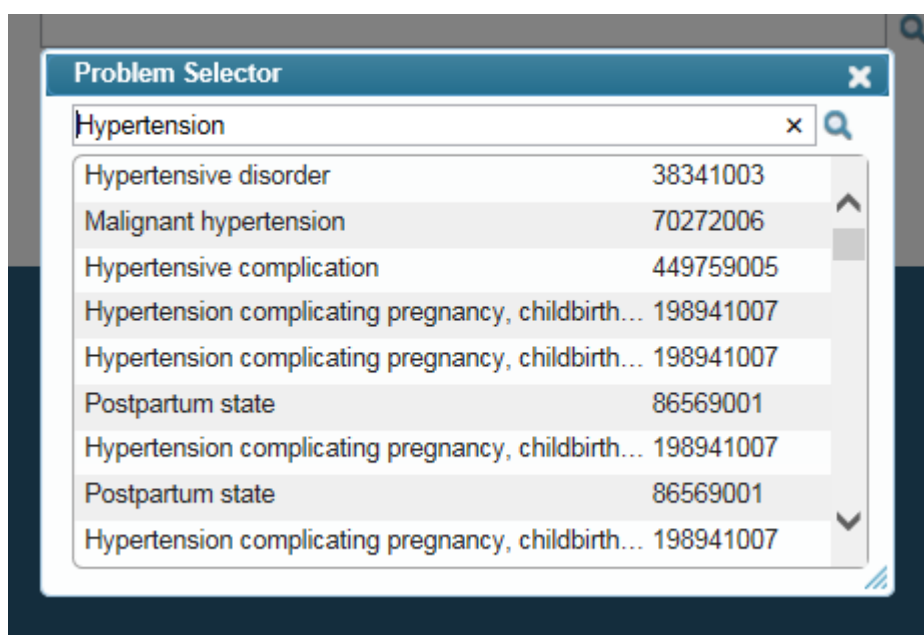 Problem Selector
Hypertension
Hypertensive disorder 38341003
Malignant hypertension 70272006
Hypertensive complication 449759005
Hypertension complicating pregnancy, childbirth... 198941007
Hypertension complicating pregnancy, childbirth... 198941007
Postpartum state 86569001
Hypertension complicating pregnancy, childbirth... 198941007
Postpartum state 86569001
Hypertension complicating pregnancy, childbirth... 198941007